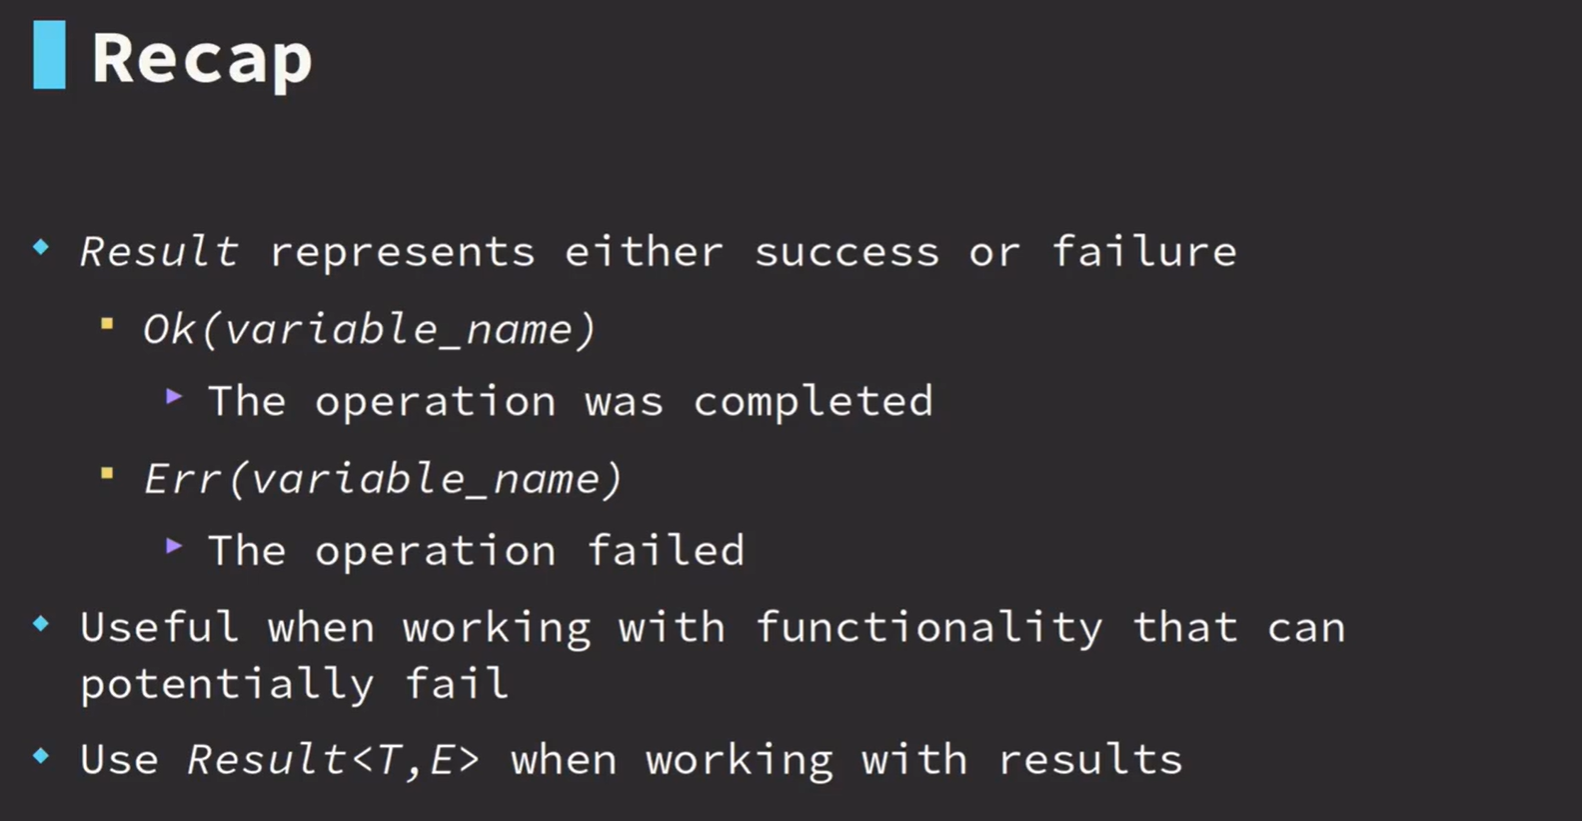 Recap
Result represents either success or failure
Ok(variable_name)
The operation was completed
Err(variable_name)
The operation failed
Useful when working with functionality that can
potentially fail
Use Result<T,E> when working with results